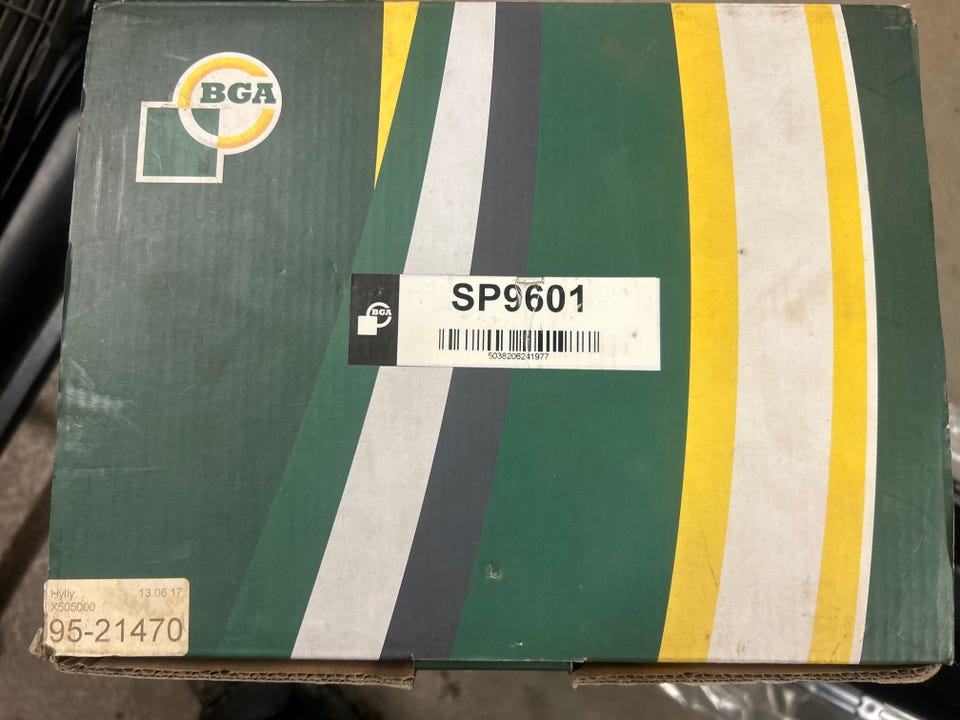 BGA
BGA
SP9601
5038206241977
Hylly 13.06.17
X505000
95-21470